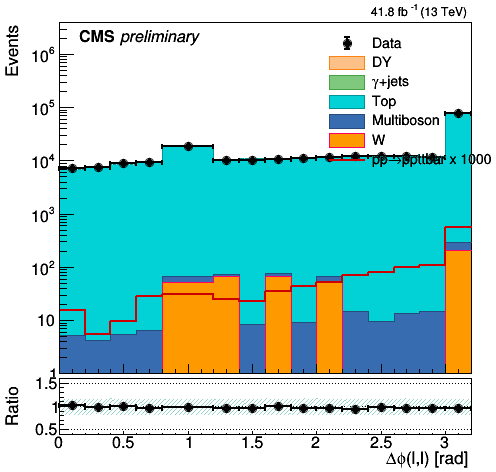 41.8 fb⁻¹ (13 TeV)
CMS preliminary
Events
10⁶
10⁵
10⁴
10³
10²
10
1
Data
DY
γ+jets
Top
Multiboson
W
pp→ppttbar x 1000
Ratio
1.5
1
0.5
0 0.5 1 1.5 2 2.5 3
Δϕ(l,l) [rad]